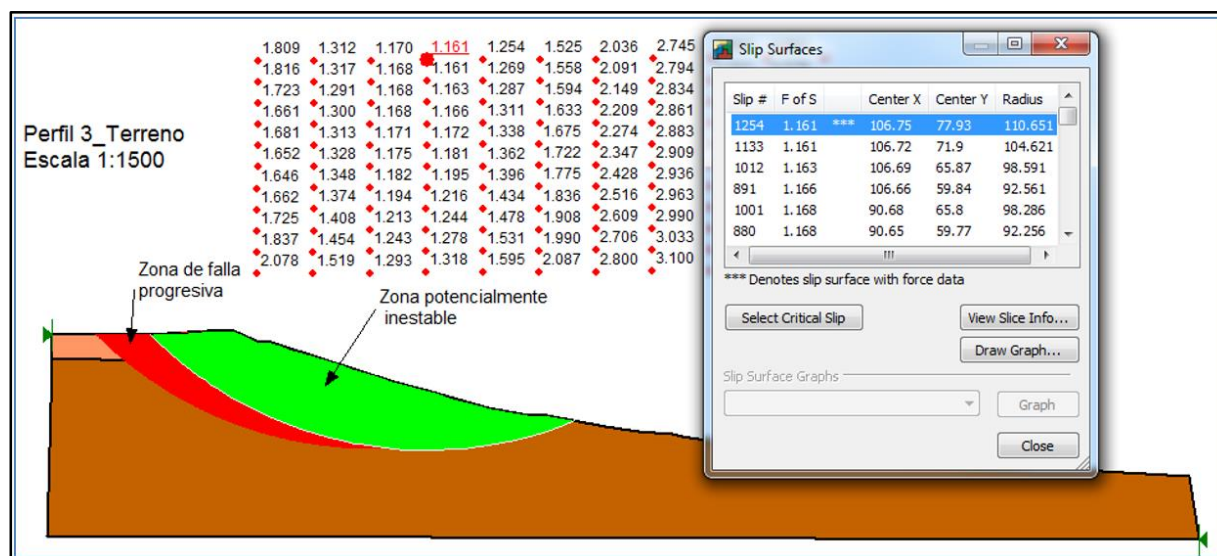 1.809 1.312 1.170 1.161 1.254 1.525 2.036 2.745
1.816 1.317 1.168 1.161 1.269 1.558 2.091 2.794
1.723 1.291 1.168 1.163 1.287 1.594 2.149 2.834
1.661 1.300 1.168 1.166 1.311 1.633 2.209 2.861
1.681 1.313 1.171 1.172 1.338 1.675 2.274 2.883
1.652 1.328 1.175 1.181 1.362 1.722 2.347 2.909
1.646 1.348 1.182 1.195 1.396 1.775 2.428 2.936
1.662 1.374 1.194 1.216 1.434 1.836 2.516 2.963
1.725 1.408 1.213 1.244 1.478 1.908 2.609 2.990
1.837 1.454 1.243 1.278 1.531 1.990 2.706 3.033
2.078 1.519 1.293 1.318 1.595 2.087 2.800 3.100
Perfil 3_Terreno
Escala 1:1500
Zona de falla
progresiva
Zona potencialmente
inestable
Slip Surfaces
Slip # F of S Center X Center Y Radius
1254 1.161 *** 106.75 77.93 110.651
1133 1.161 106.72 71.9 104.621
1012 1.163 106.69 65.87 98.591
891 1.166 106.66 59.84 92.561
1001 1.168 90.68 65.8 98.286
880 1.168 90.65 59.77 92.256
*** Denotes slip surface with force data
Select Critical Slip
View Slice Info...
Draw Graph...
Slip Surface Graphs
Graph
Close